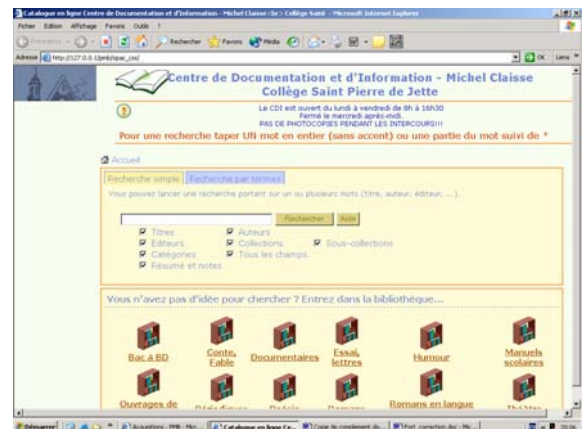 Catalogue en ligne Centre de Documentation et d'Information - Michel Claisse <br> Collège Saint - Microsoft Internet Explorer
Fichier Edition Affichage Favoris Outils ?
Rechercher Favoris Média
Adresse http://127.0.0.1/pmb/opac_css/ OK Liens »
Centre de Documentation et d'Information - Michel Claisse
Collège Saint Pierre de Jette
Le CDI est ouvert du lundi à vendredi de 8h à 16h30
Fermé le mercredi après-midi.
PAS DE PHOTOCOPIES PENDANT LES INTERCOURS!!!
Pour une recherche taper UN mot en entier (sans accent) ou une partie du mot suivi de *
Accueil
Recherche simple Recherche par termes
Vous pouvez lancer une recherche portant sur un ou plusieurs mots (titre, auteur, éditeur, ...).
Rechercher Aide
Titres Auteurs
Editeurs Collections Sous-collections
Catégories Tous les champs
Résumé et notes
Vous n'avez pas d'idée pour chercher ? Entrez dans la bibliothèque...
Bac à BD Conte, Fable Documentaires Essai, lettres Humour Manuels scolaires
Ouvrages de Périodiques Poésie Romans Romans en langue Théâtre
Démarrer Catalogue en ligne Ce... 20:06